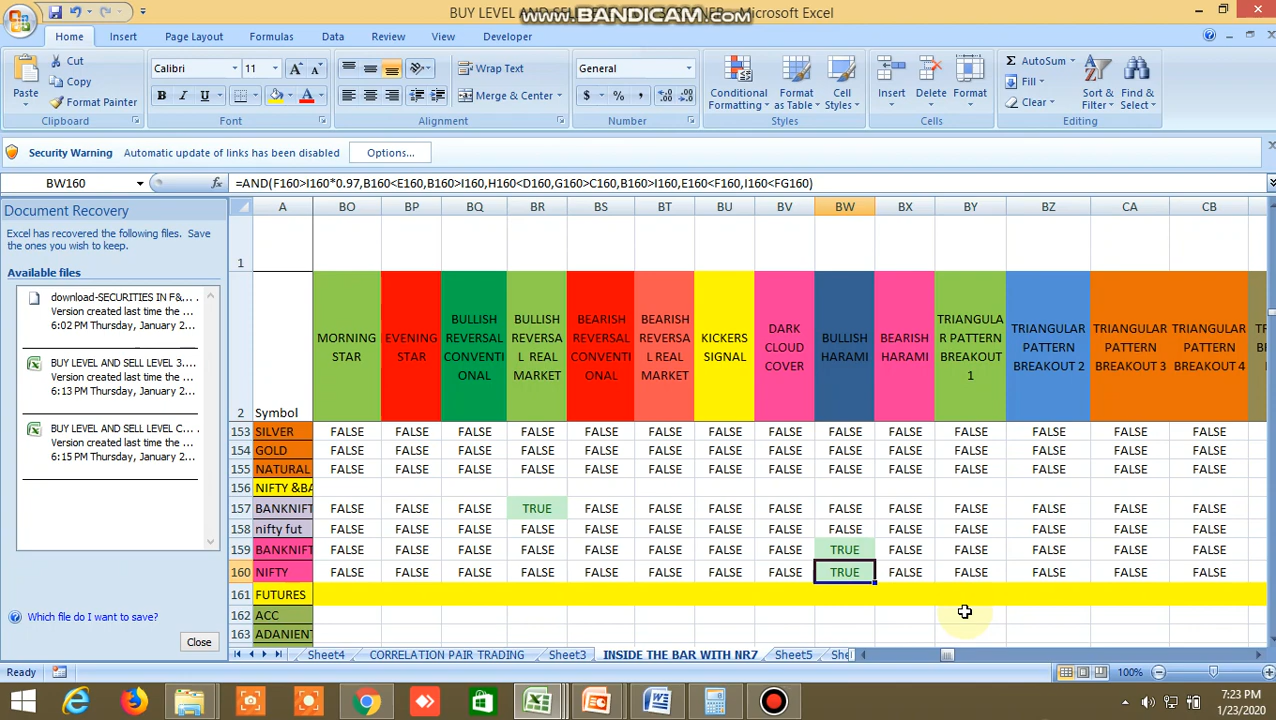 BUY LEVEL AND SELL
www.BANDICAM.com
NER - Microsoft Excel
Home Insert Page Layout Formulas Data Review View Developer
Paste
Cut
Copy
Format Painter
Clipboard
Calibri 11
Font
Wrap Text
Merge & Center
Alignment
General
$ % ,
Number
Conditional Formatting
Format as Table
Cell Styles
Styles
Insert Delete Format
Cells
Σ AutoSum
Fill
Clear
Sort & Filter
Find & Select
Editing
Security Warning Automatic update of links has been disabled Options...
BW160 fx =AND(F160>I160*0.97,B160<E160,B160>I160,H160<D160,G160>C160,B160>I160,E160<F160,I160<FG160)
Document Recovery
Excel has recovered the following files. Save the ones you wish to keep.
Available files
download-SECURITIES IN F&...
Version created last time the ...
6:02 PM Thursday, January 2...
BUY LEVEL AND SELL LEVEL 3....
Version created last time the ...
6:13 PM Thursday, January 2...
BUY LEVEL AND SELL LEVEL C...
Version created last time the ...
6:15 PM Thursday, January 2...
Which file do I want to save?
Close
A BO BP BQ BR BS BT BU BV BW BX BY BZ CA CB
1
2 Symbol
MORNING STAR
EVENING STAR
BULLISH REVERSAL CONVENTI ONAL
BULLISH REVERSA L REAL MARKET
BEARISH REVERSAL CONVENTI ONAL
BEARISH REVERSA L REAL MARKET
KICKERS SIGNAL
DARK CLOUD COVER
BULLISH HARAMI
BEARISH HARAMI
TRIANGULA R PATTERN BREAKOUT 1
TRIANGULAR PATTERN BREAKOUT 2
TRIANGULAR PATTERN BREAKOUT 3
TRIANGULAR PATTERN BREAKOUT 4
153 SILVER FALSE FALSE FALSE FALSE FALSE FALSE FALSE FALSE FALSE FALSE FALSE FALSE FALSE FALSE
154 GOLD FALSE FALSE FALSE FALSE FALSE FALSE FALSE FALSE FALSE FALSE FALSE FALSE FALSE FALSE
155 NATURAL FALSE FALSE FALSE FALSE FALSE FALSE FALSE FALSE FALSE FALSE FALSE FALSE FALSE FALSE
156 NIFTY &BA
157 BANKNIFT FALSE FALSE FALSE TRUE FALSE FALSE FALSE FALSE FALSE FALSE FALSE FALSE FALSE FALSE
158 nifty fut FALSE FALSE FALSE FALSE FALSE FALSE FALSE FALSE FALSE FALSE FALSE FALSE FALSE FALSE
159 BANKNIFT FALSE FALSE FALSE FALSE FALSE FALSE FALSE FALSE TRUE FALSE FALSE FALSE FALSE FALSE
160 NIFTY FALSE FALSE FALSE FALSE FALSE FALSE FALSE FALSE TRUE FALSE FALSE FALSE FALSE FALSE
161 FUTURES
162 ACC
163 ADANIENT
Sheet4 CORRELATION PAIR TRADING Sheet3 INSIDE THE BAR WITH NR7 Sheet5 She
Ready 100%
7:23 PM
1/23/2020